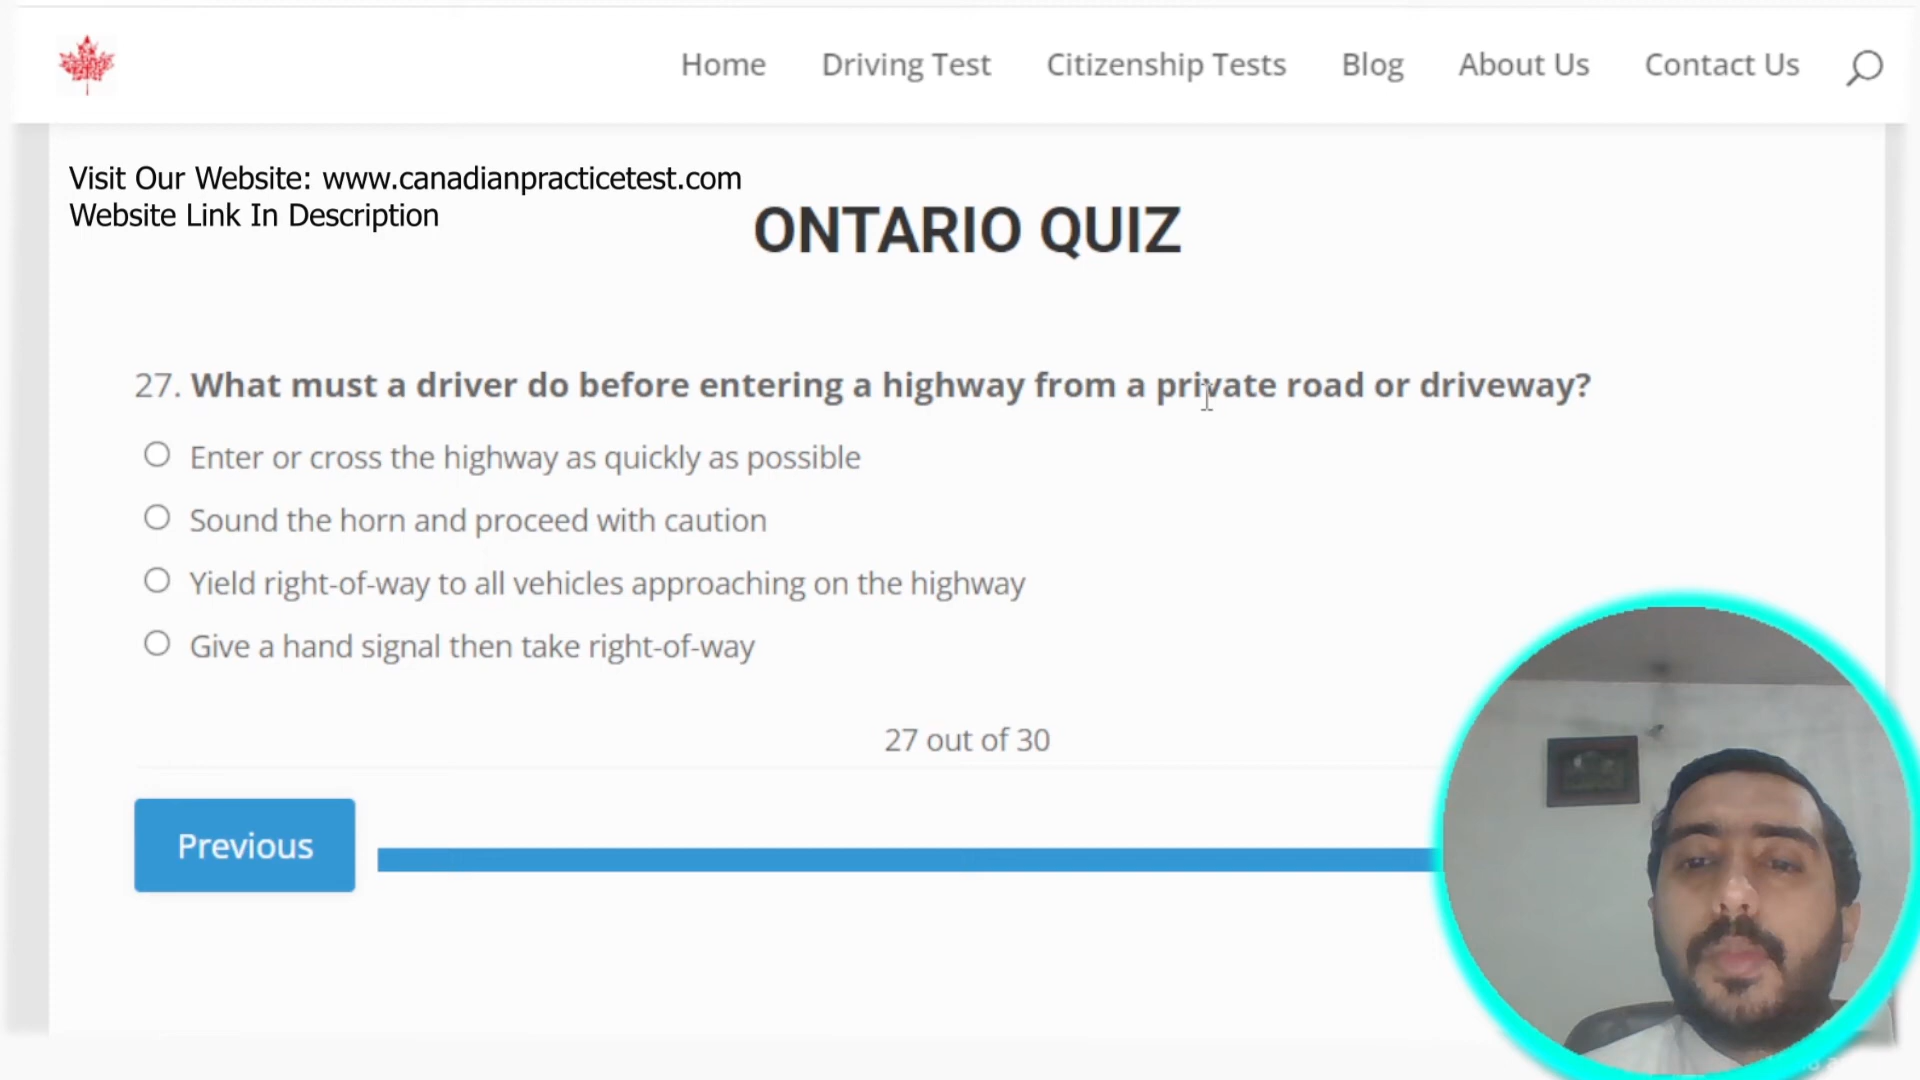 Home Driving Test Citizenship Tests Blog About Us Contact Us
Visit Our Website: www.canadianpracticetest.com
Website Link In Description
ONTARIO QUIZ
27. What must a driver do before entering a highway from a private road or driveway?
Enter or cross the highway as quickly as possible
Sound the horn and proceed with caution
Yield right-of-way to all vehicles approaching on the highway
Give a hand signal then take right-of-way
27 out of 30
Previous